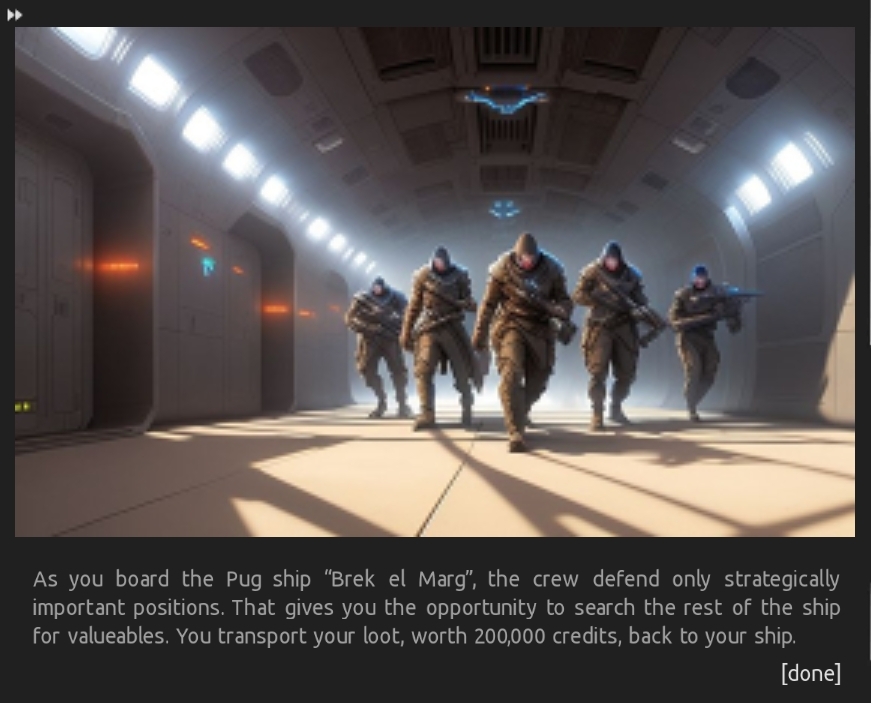 As you board the Pug ship “Brek el Marg”, the crew defend only strategically
important positions. That gives you the opportunity to search the rest of the ship
for valueables. You transport your loot, worth 200,000 credits, back to your ship.
[done]